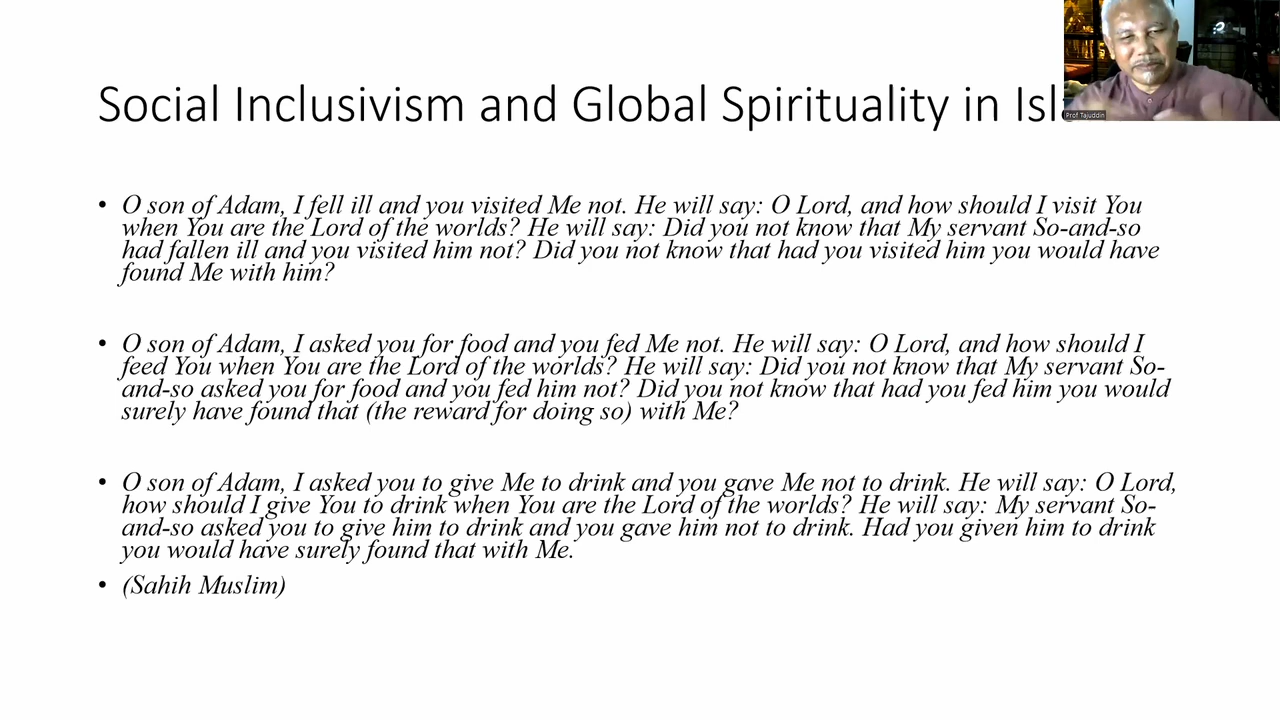 Social Inclusivism and Global Spirituality in Isla
Prof Tajuddin
• O son of Adam, I fell ill and you visited Me not. He will say: O Lord, and how should I visit You
when You are the Lord of the worlds? He will say: Did you not know that My servant So-and-so
had fallen ill and you visited him not? Did you not know that had you visited him you would have
found Me with him?
• O son of Adam, I asked you for food and you fed Me not. He will say: O Lord, and how should I
feed You when You are the Lord of the worlds? He will say: Did you not know that My servant So-
and-so asked you for food and you fed him not? Did you not know that had you fed him you would
surely have found that (the reward for doing so) with Me?
• O son of Adam, I asked you to give Me to drink and you gave Me not to drink. He will say: O Lord,
how should I give You to drink when You are the Lord of the worlds? He will say: My servant So-
and-so asked you to give him to drink and you gave him not to drink. Had you given him to drink
you would have surely found that with Me.
• (Sahih Muslim)